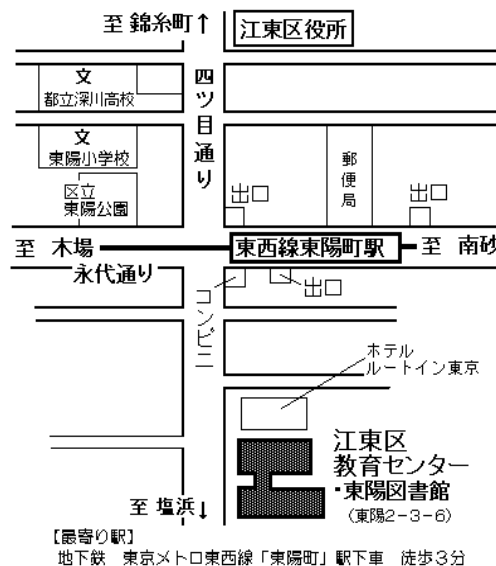 至 錦糸町↑
江東区役所
文
都立深川高校
四ツ目通り
文
東陽小学校
区立
東陽公園
郵便局
出口
出口
至 木場
東西線東陽町駅
至 南砂
永代通り
コンビニ
出口
ホテル
ルートイン東京
江東区
教育センター
・東陽図書館
(東陽2-3-6)
至 塩浜↓
【最寄り駅】
地下鉄 東京メトロ東西線「東陽町」駅下車 徒歩3分